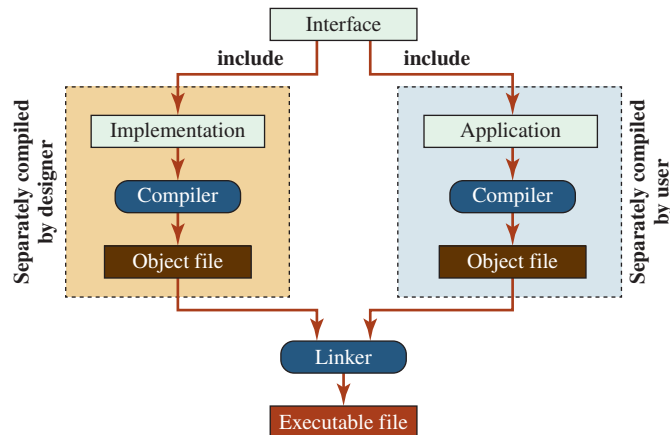 Interface
include
include
Separately compiled
by designer
Implementation
Compiler
Object file
Application
Compiler
Object file
Separately compiled
by user
Linker
Executable file